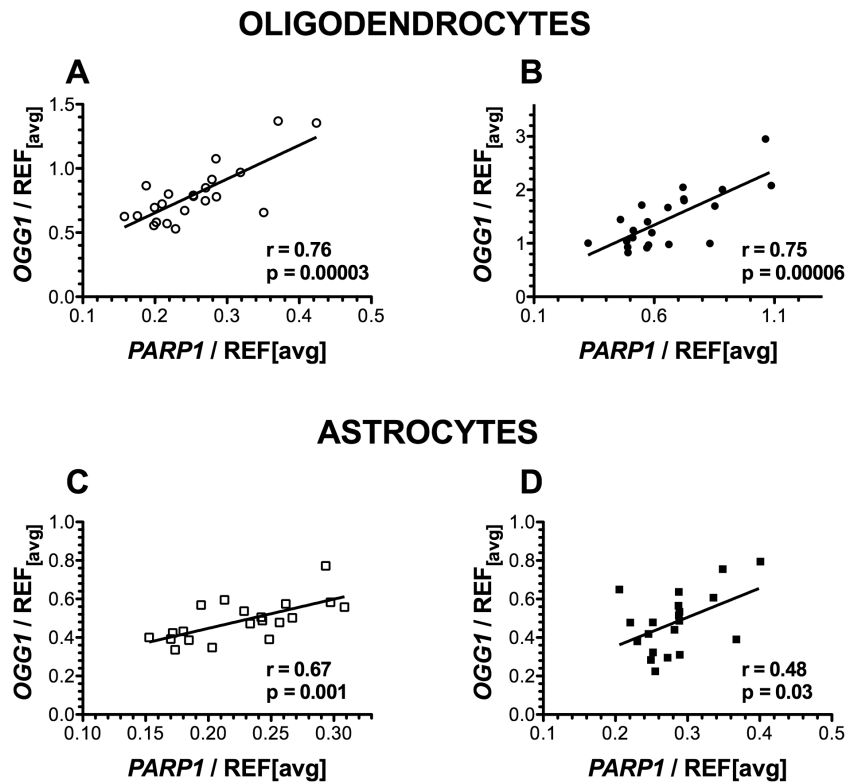 OLIGODENDROCYTES
A
B
OGG1 / REF[avg]
1.5
1.0
0.5
0.0
r = 0.76
p = 0.00003
0.1 0.2 0.3 0.4 0.5
PARP1 / REF[avg]
OGG1 / REF[avg]
3
2
1
0
r = 0.75
p = 0.00006
0.1 0.6 1.1
PARP1 / REF[avg]
ASTROCYTES
C
D
OGG1 / REF[avg]
1.0
0.8
0.6
0.4
0.2
0.0
r = 0.67
p = 0.001
0.10 0.15 0.20 0.25 0.30
PARP1 / REF[avg]
OGG1 / REF[avg]
1.0
0.8
0.6
0.4
0.2
0.0
r = 0.48
p = 0.03
0.1 0.2 0.3 0.4 0.5
PARP1 / REF[avg]